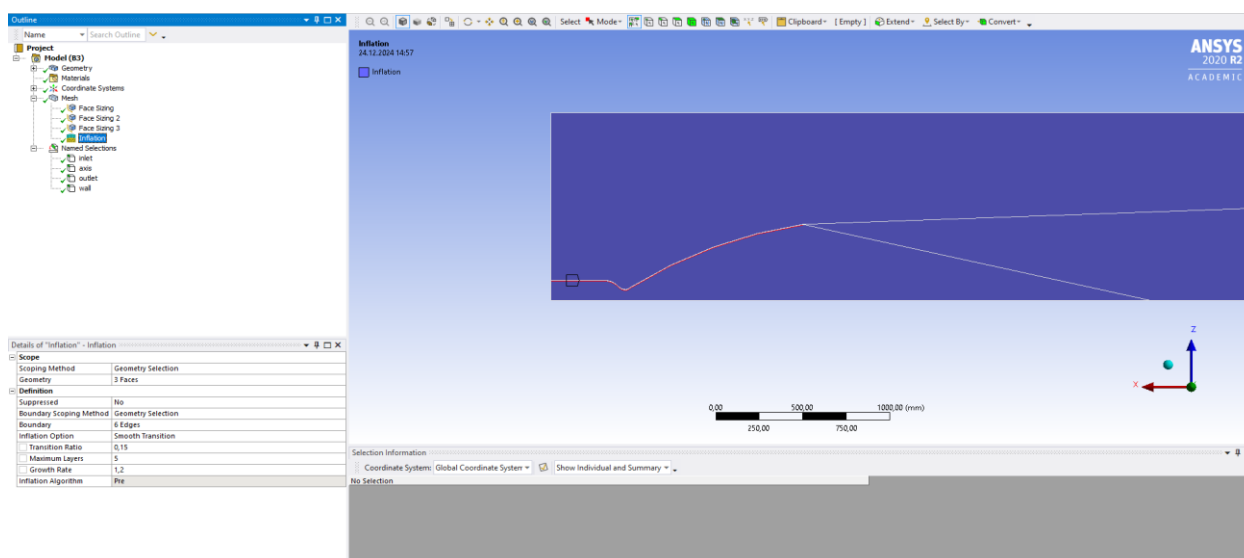 Outline
Name
Search Outline
Project
Model (B3)
Geometry
Materials
Coordinate Systems
Mesh
Face Sizing
Face Sizing 2
Face Sizing 3
Inflation
Named Selections
inlet
axis
outlet
wall
Details of "Inflation" - Inflation
Scope
Scoping Method Geometry Selection
Geometry 3 Faces
Definition
Suppressed No
Boundary Scoping Method Geometry Selection
Boundary 6 Edges
Inflation Option Smooth Transition
Transition Ratio 0,15
Maximum Layers 5
Growth Rate 1,2
Inflation Algorithm Pre
Select Mode Clipboard [ Empty ] Extend Select By Convert
Inflation
24.12.2024 14:57
Inflation
ANSYS
2020 R2
ACADEMIC
Z
X
0,00 500,00 1000,00 (mm)
250,00 750,00
Selection Information
Coordinate System: Global Coordinate System Show Individual and Summary
No Selection